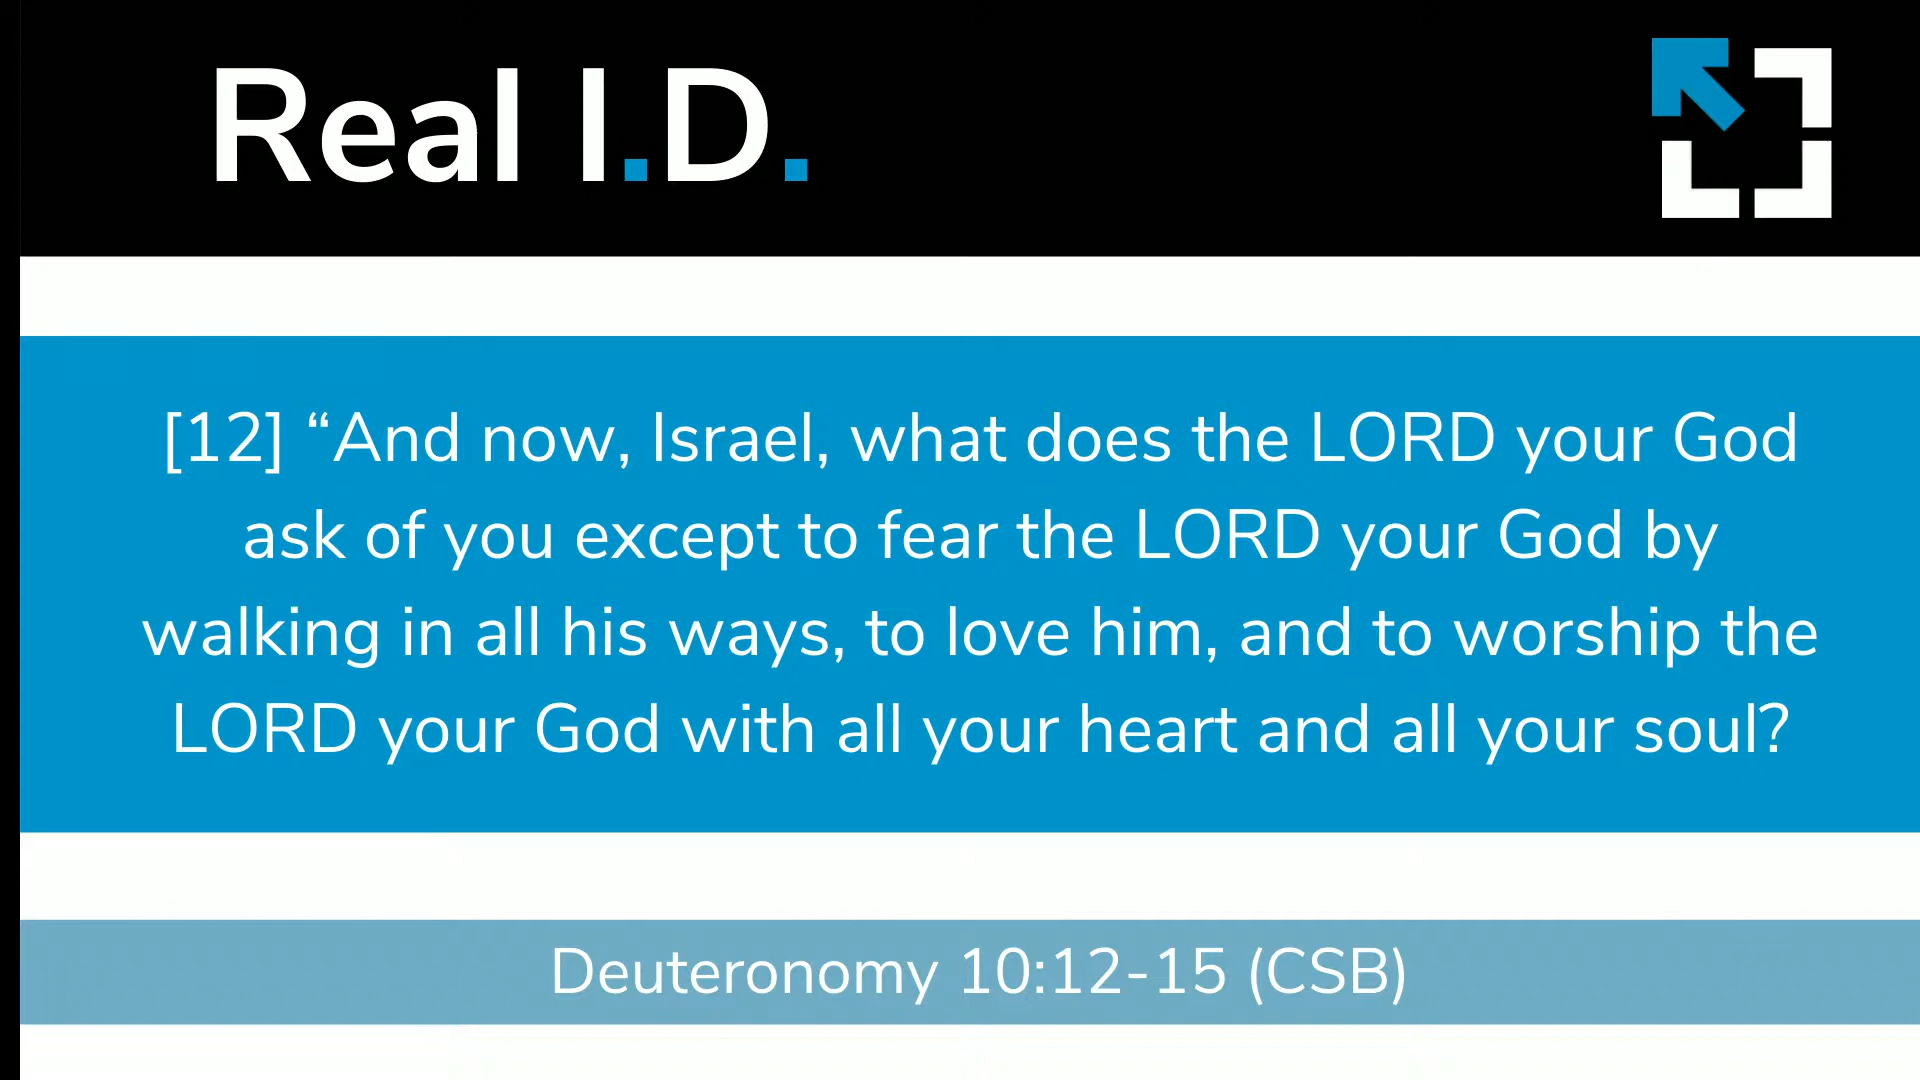 Real I.D.
[12] “And now, Israel, what does the LORD your God
ask of you except to fear the LORD your God by
walking in all his ways, to love him, and to worship the
LORD your God with all your heart and all your soul?
Deuteronomy 10:12-15 (CSB)